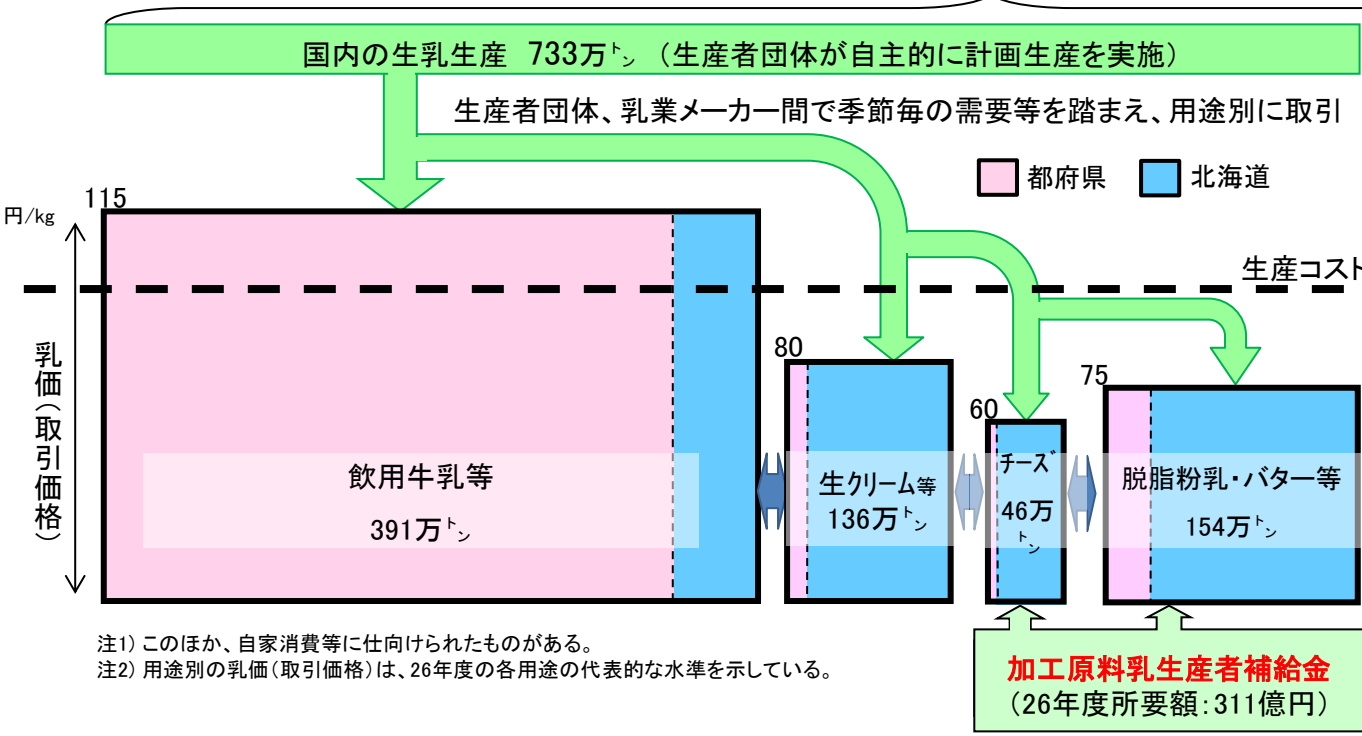 国内の生乳生産 733万㌧ (生産者団体が自主的に計画生産を実施)
生産者団体、乳業メーカー間で季節毎の需要等を踏まえ、用途別に取引
都府県
北海道
円/kg
115
生産コスト
乳価(取引価格)
80
75
60
飲用牛乳等
391万㌧
生クリーム等
136万㌧
チーズ
46万
㌧
脱脂粉乳・バター等
154万㌧
注1) このほか、自家消費等に仕向けられたものがある。
注2) 用途別の乳価(取引価格)は、26年度の各用途の代表的な水準を示している。
加工原料乳生産者補給金
(26年度所要額:311億円)